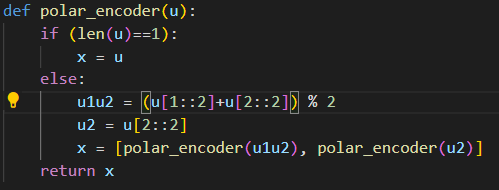 def polar_encoder(u):
    if (len(u)==1):
        x = u
    else:
        u1u2 = (u[1::2]+u[2::2]) % 2
        u2 = u[2::2]
        x = [polar_encoder(u1u2), polar_encoder(u2)]
    return x